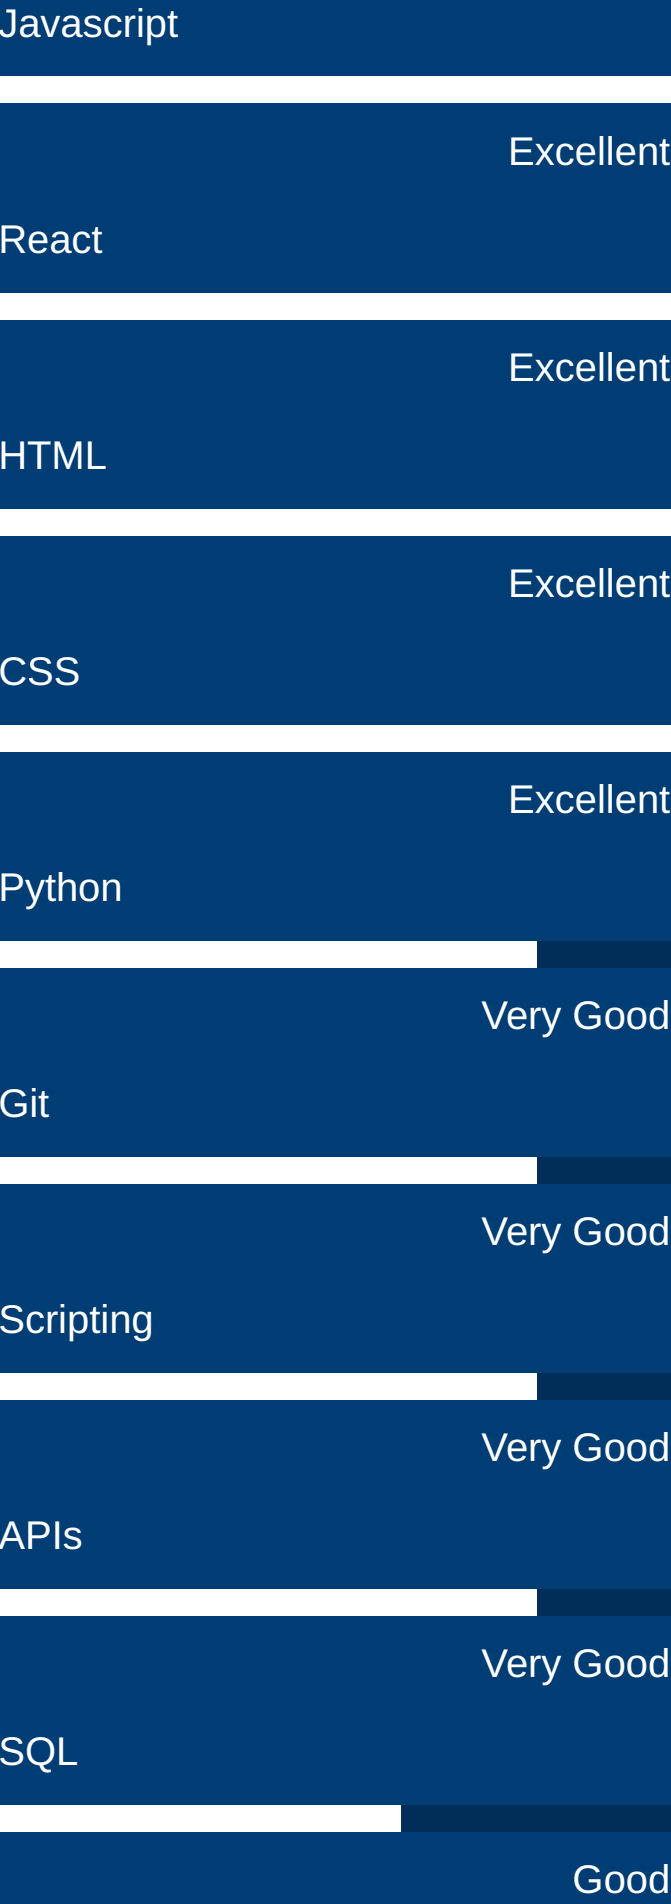 Javascript
Excellent
React
Excellent
HTML
Excellent
CSS
Excellent
Python
Very Good
Git
Very Good
Scripting
Very Good
APIs
Very Good
SQL
Good